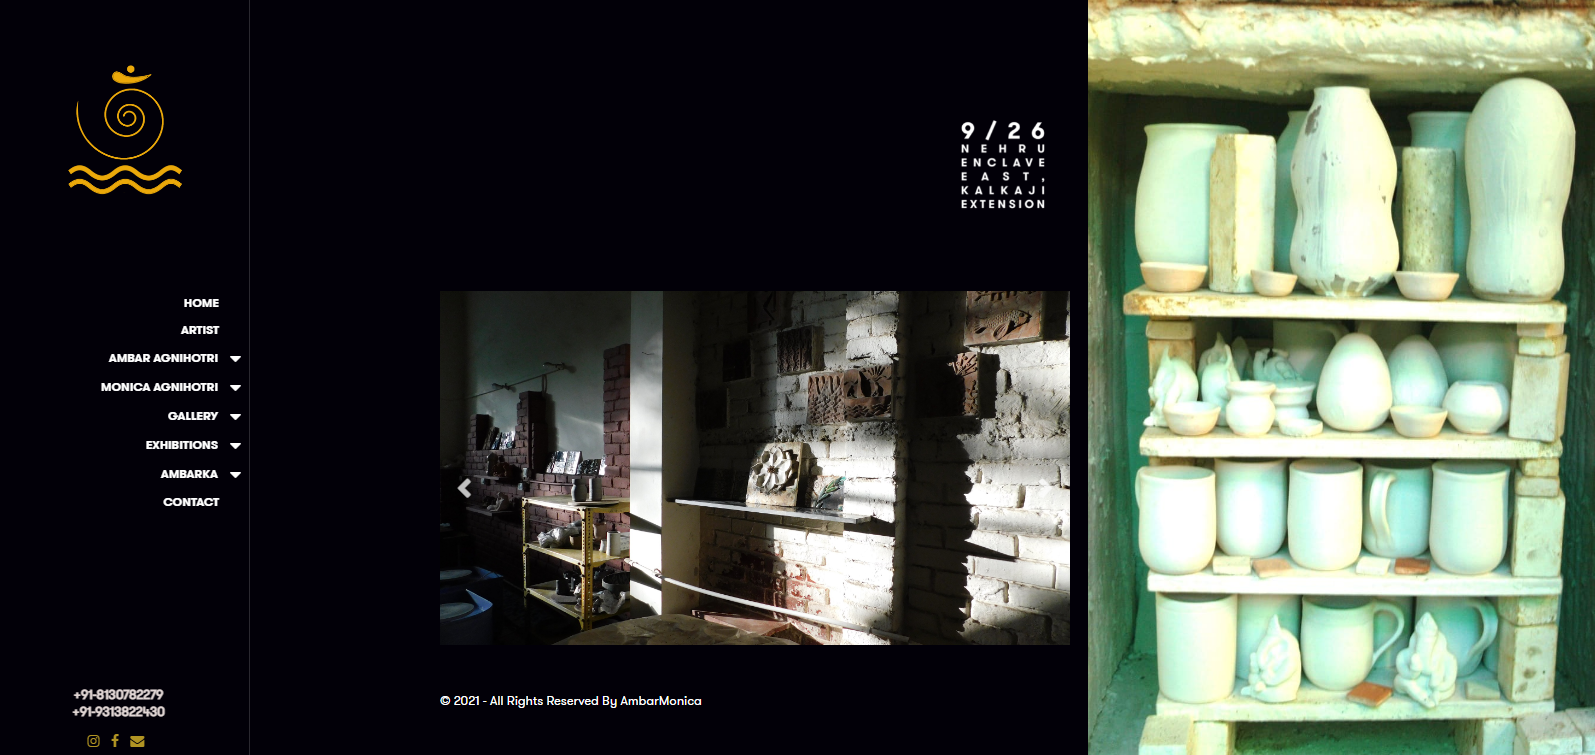 HOME
ARTIST
AMBAR AGNIHOTRI
MONICA AGNIHOTRI
GALLERY
EXHIBITIONS
AMBARKA
CONTACT
+91-8130782279
+91-9313822430
9/26
NEHRU
ENCLAVE
EAST,
KALKAJI
EXTENSION
© 2021 - All Rights Reserved By AmbarMonica